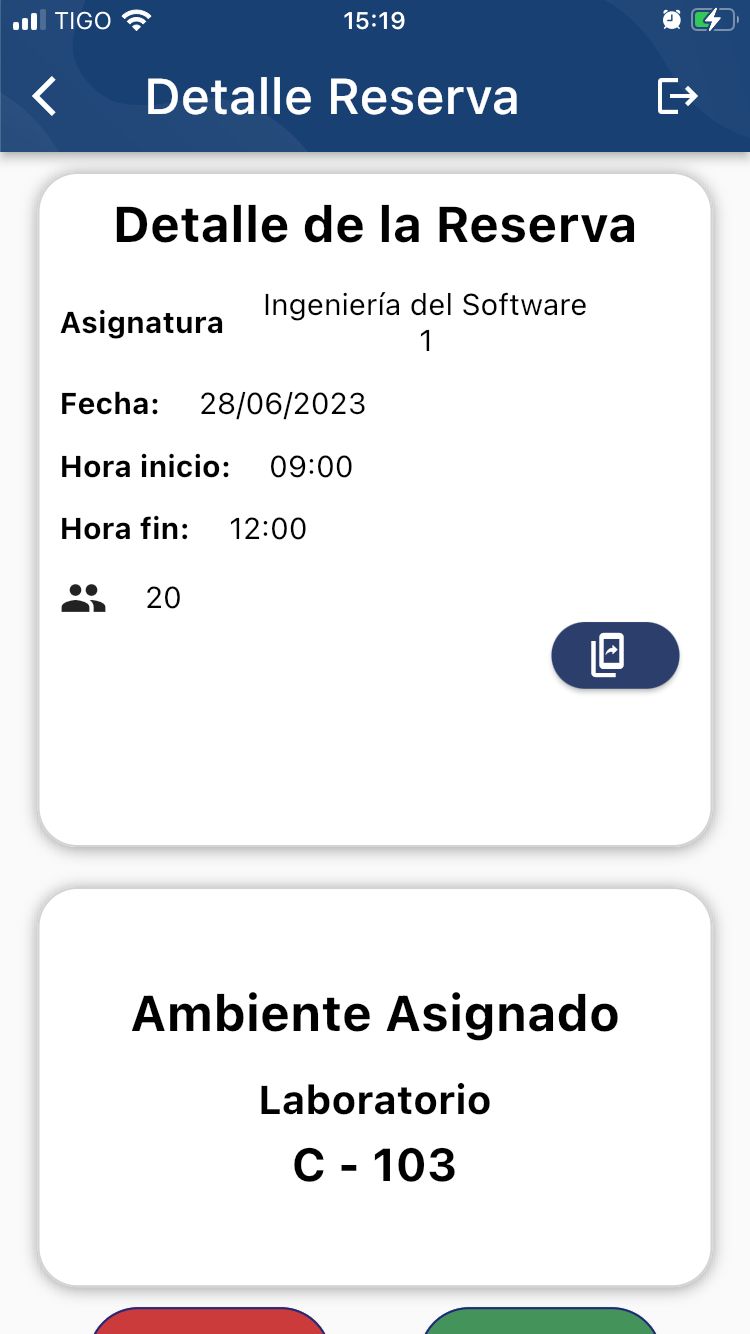 TIGO 15:19
Detalle Reserva
Detalle de la Reserva
Asignatura Ingeniería del Software
1
Fecha: 28/06/2023
Hora inicio: 09:00
Hora fin: 12:00
20
Ambiente Asignado
Laboratorio
C - 103